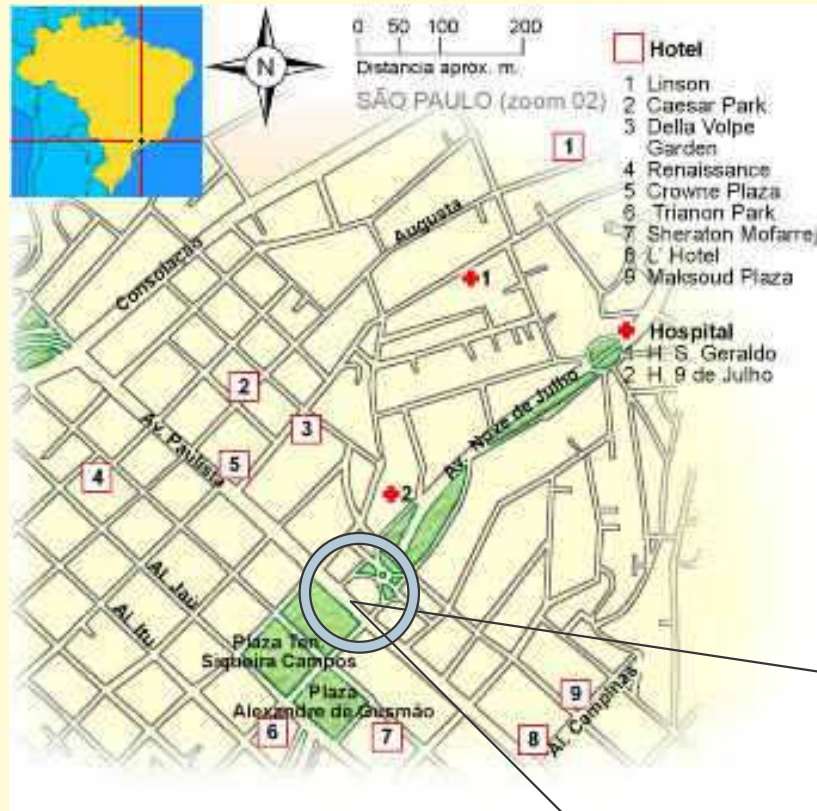 N
0 50 100 200
Distancia aprox. m.
SÃO PAULO (zoom 02)
Hotel
1 Linson
2 Caesar Park
3 Della Volpe
Garden
4 Renaissance
5 Crowne Plaza
6 Trianon Park
7 Sheraton Mofarrej
8 L' Hotel
9 Maksoud Plaza
Hospital
1 H. S. Geraldo
2 H. 9 de Julho
1
Augusta
Consolação
1
2
3
Av. Nove de Julho
Av. Paulista
5
4
2
Al. Jaú
Al. Itú
Plaza Ten.
Siqueira Campos
Plaza
Alexandre de Gusmão
6
7
8
9
Al. Campinas